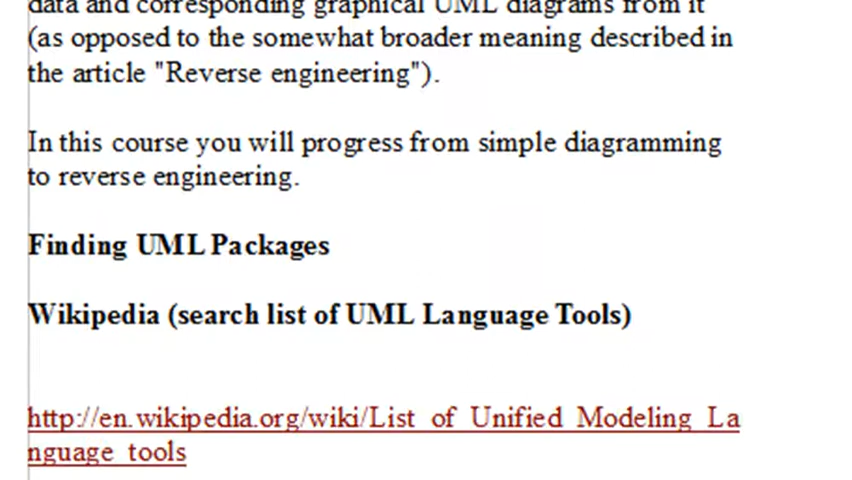 data and corresponding graphical UML diagrams from it
(as opposed to the somewhat broader meaning described in
the article "Reverse engineering").
In this course you will progress from simple diagramming
to reverse engineering.
Finding UML Packages
Wikipedia (search list of UML Language Tools)
http://en.wikipedia.org/wiki/List_of_Unified_Modeling_La
nguage_tools